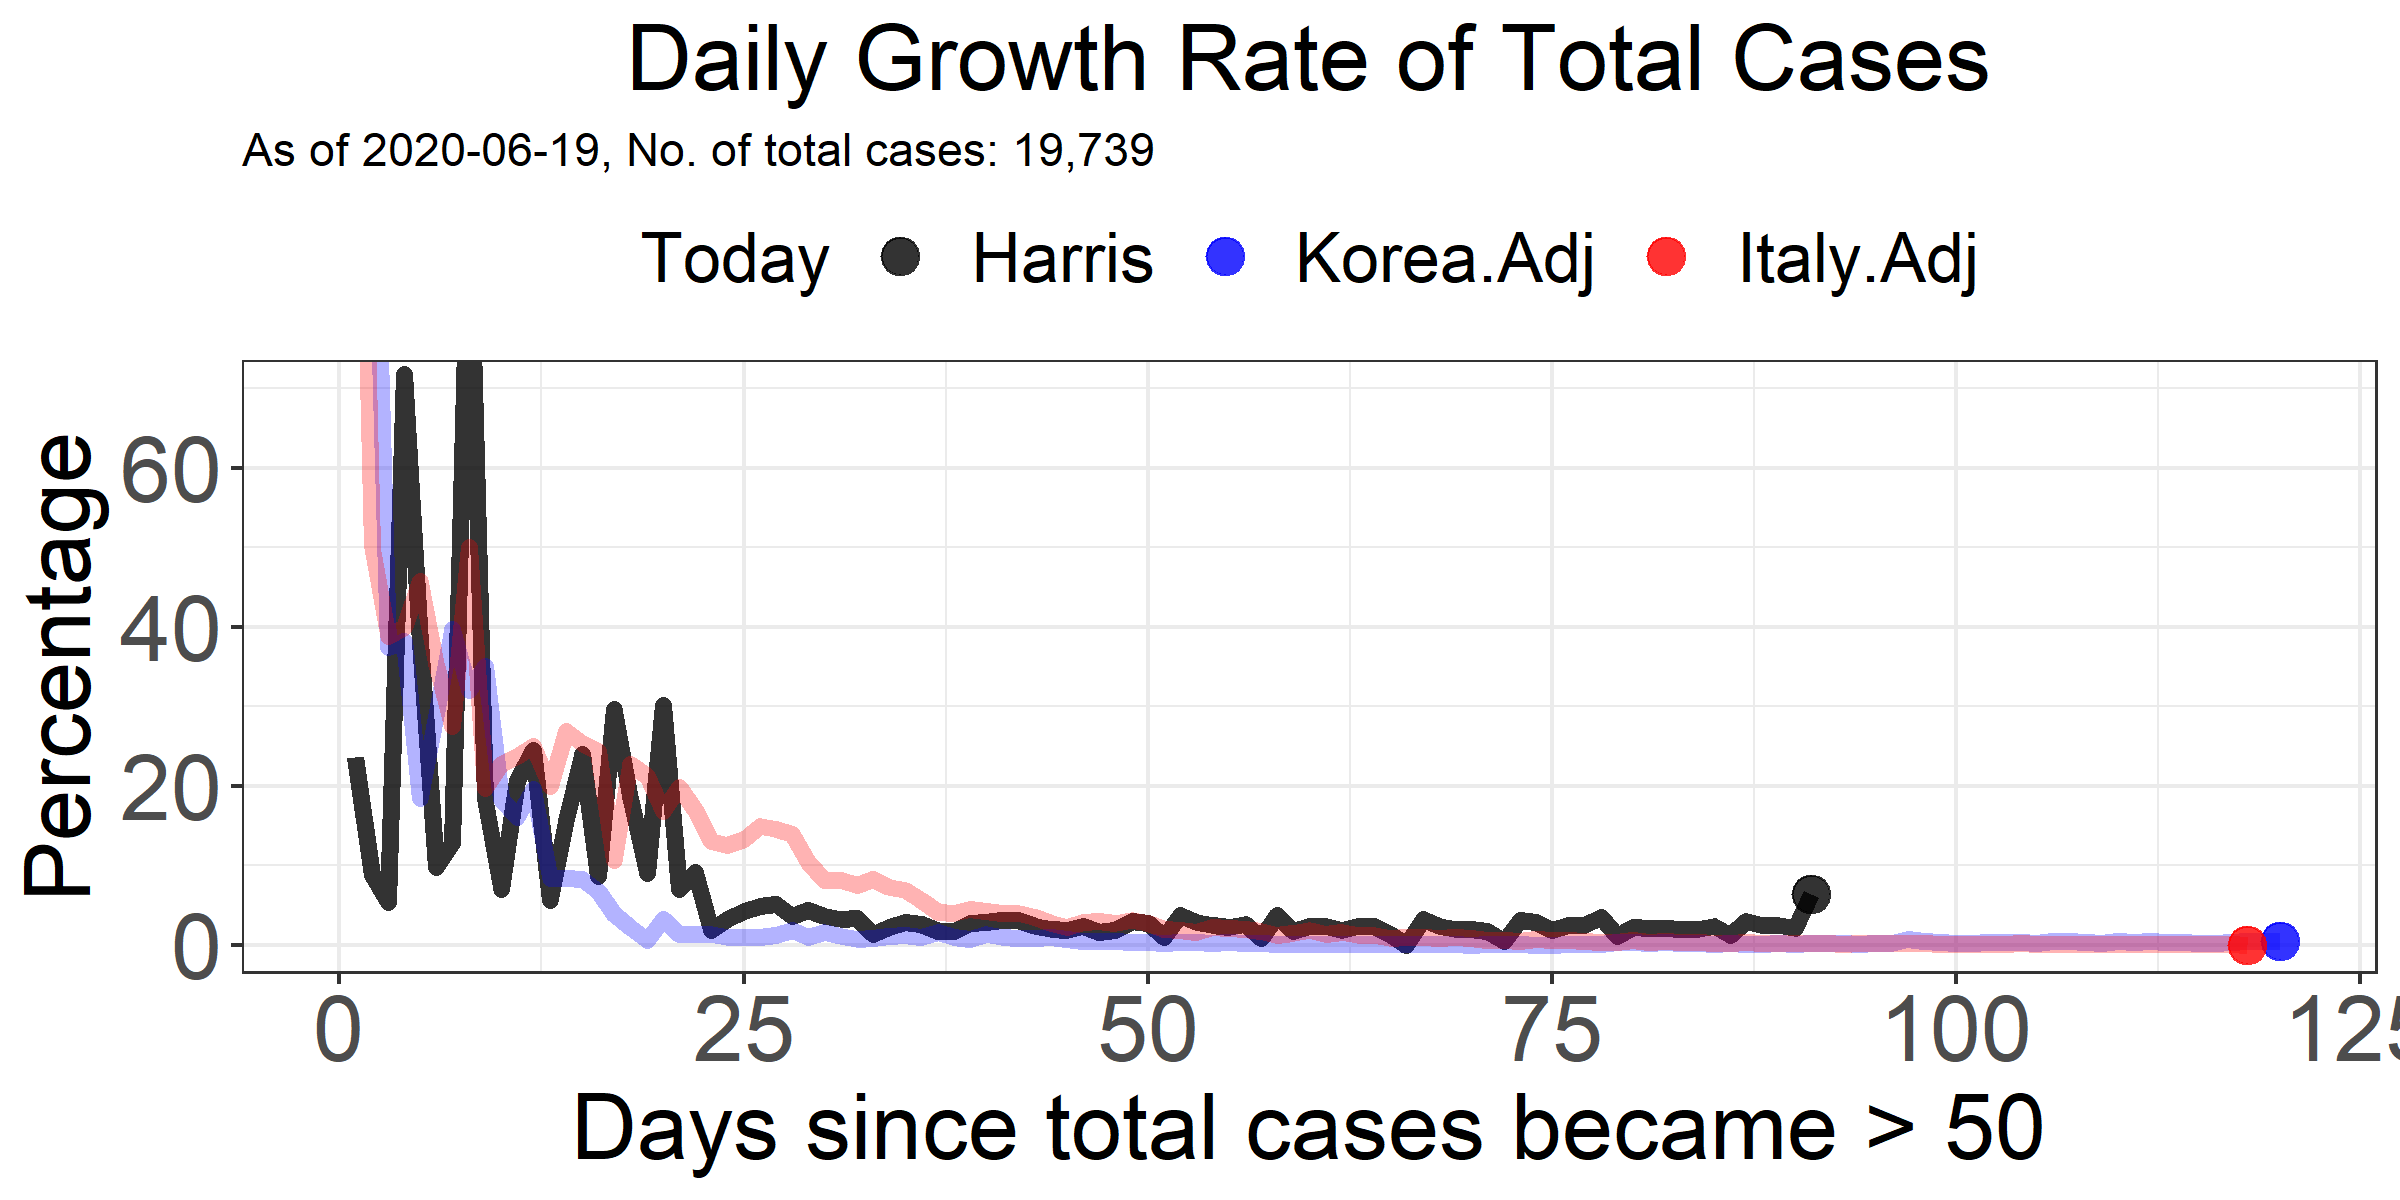 Daily Growth Rate of Total Cases
As of 2020-06-19, No. of total cases: 19,739
Today Harris Korea.Adj Italy.Adj
Percentage
60
40
20
0
0 25 50 75 100 125
Days since total cases became > 50